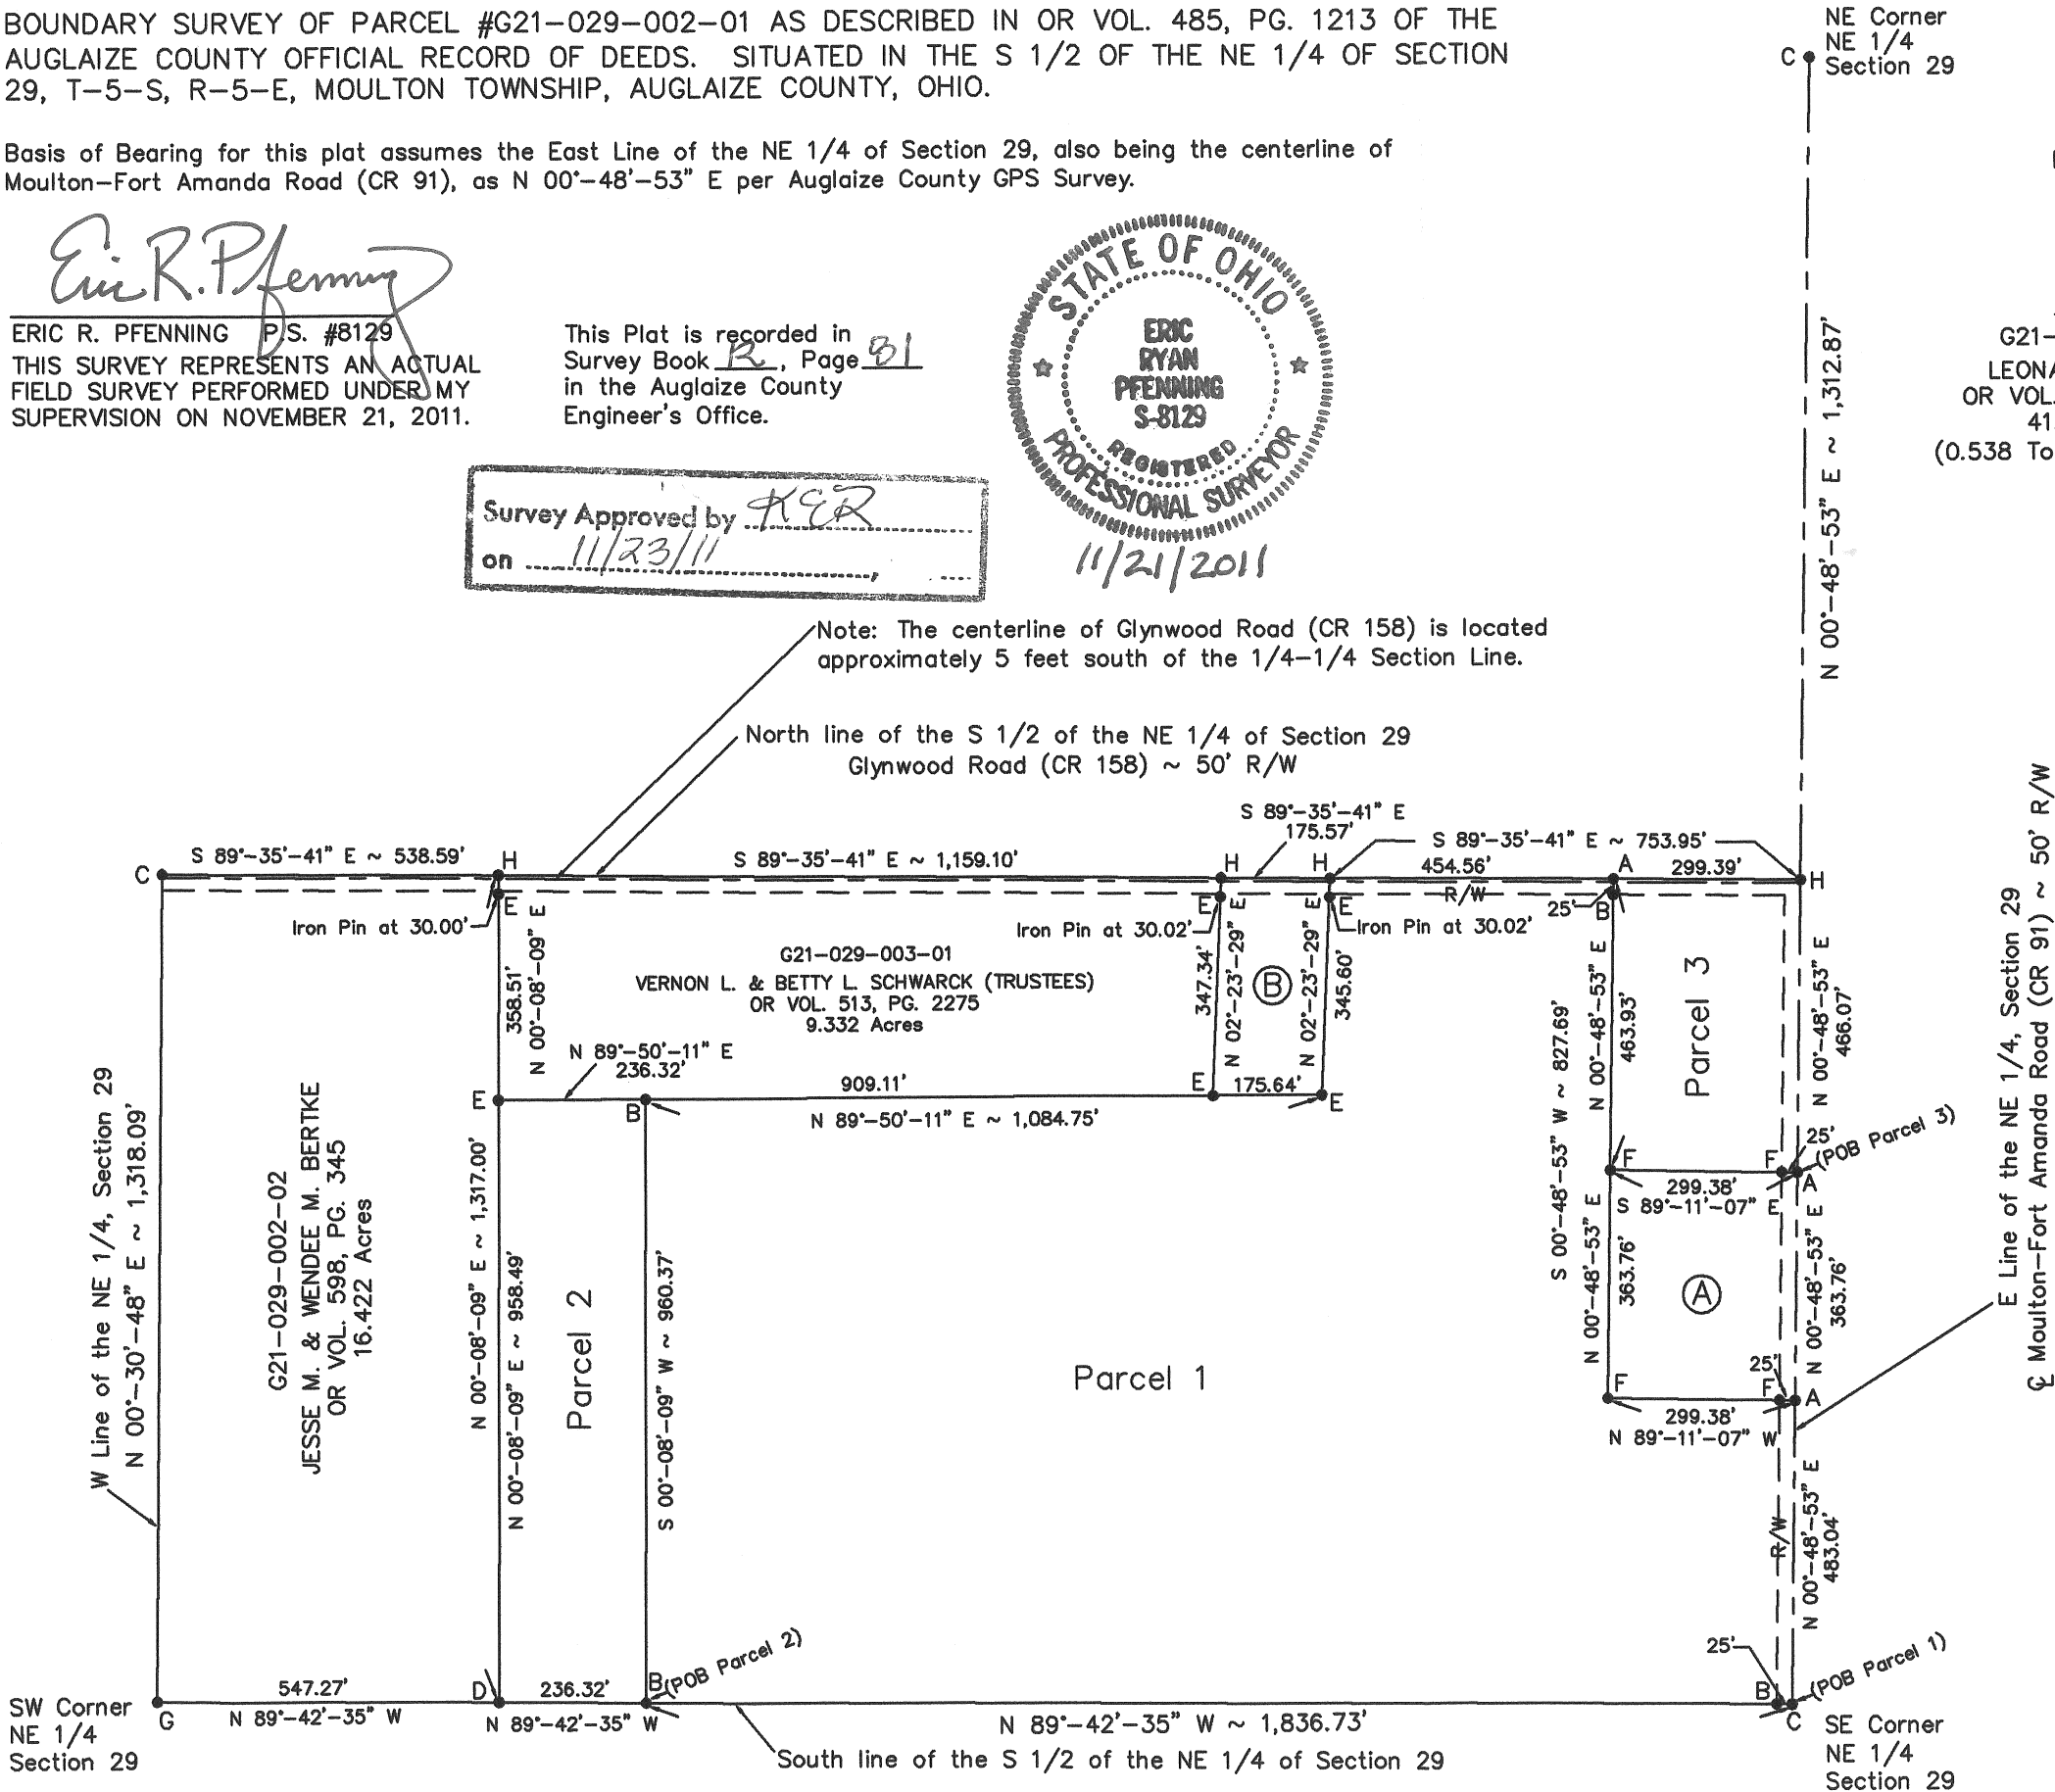 BOUNDARY SURVEY OF PARCEL #G21-029-002-01 AS DESCRIBED IN OR VOL. 485, PG. 1213 OF THE
AUGLAIZE COUNTY OFFICIAL RECORD OF DEEDS. SITUATED IN THE S 1/2 OF THE NE 1/4 OF SECTION
29, T-5-S, R-5-E, MOULTON TOWNSHIP, AUGLAIZE COUNTY, OHIO.
NE Corner
NE 1/4
Section 29
C
Basis of Bearing for this plat assumes the East Line of the NE 1/4 of Section 29, also being the centerline of
Moulton-Fort Amanda Road (CR 91), as N 00°-48'-53" E per Auglaize County GPS Survey.
Eric R. Pfenning
ERIC R. PFENNING P.S. #8129
THIS SURVEY REPRESENTS AN ACTUAL
FIELD SURVEY PERFORMED UNDER MY
SUPERVISION ON NOVEMBER 21, 2011.
This Plat is recorded in
Survey Book R, Page 81
in the Auglaize County
Engineer's Office.
STATE OF OHIO
ERIC
RYAN
PFENNING
S-8129
REGISTERED
PROFESSIONAL SURVEYOR
11/21/2011
Survey Approved by KER
on 11/23/11,
N 00°-48'-53" E ~ 1,312.87'
G21-
LEONA
OR VOL.
41.
(0.538 To
Note: The centerline of Glynwood Road (CR 158) is located
approximately 5 feet south of the 1/4-1/4 Section Line.
North line of the S 1/2 of the NE 1/4 of Section 29
Glynwood Road (CR 158) ~ 50' R/W
C
S 89°-35'-41" E ~ 538.59'
H
S 89°-35'-41" E ~ 1,159.10'
H
S 89°-35'-41" E
175.57'
H
S 89°-35'-41" E ~ 753.95'
454.56'
A
299.39'
H
R/W
E
Iron Pin at 30.00'
E
Iron Pin at 30.02'
E
Iron Pin at 30.02'
25'
B
358.51'
N 00°-08'-09" E
G21-029-003-01
VERNON L. & BETTY L. SCHWARCK (TRUSTEES)
OR VOL. 513, PG. 2275
9.332 Acres
347.34'
N 02°-23'-29" E
B
N 02°-23'-29" E
345.60'
S 00°-48'-53" W ~ 827.69'
N 00°-48'-53" E
463.93'
Parcel 3
N 00°-48'-53" E
466.07'
E Line of the NE 1/4, Section 29
℄ Moulton-Fort Amanda Road (CR 91) ~ 50' R/W
N 89°-50'-11" E
236.32'
E
B
909.11'
N 89°-50'-11" E ~ 1,084.75'
E
175.64'
E
W Line of the NE 1/4, Section 29
N 00°-30'-48" E ~ 1,318.09'
G21-029-002-02
JESSE M. & WENDEE M. BERTKE
OR VOL. 598, PG. 345
16.422 Acres
N 00°-08'-09" E ~ 1,317.00'
N 00°-08'-09" E ~ 958.49'
Parcel 2
S 00°-08'-09" W ~ 960.37'
Parcel 1
F
F
25'
(POB Parcel 3)
A
299.38'
S 89°-11'-07" E
N 00°-48'-53" E
363.76'
A
N 00°-48'-53" E
363.76'
F
F
25'
A
299.38'
N 89°-11'-07" W
R/W
N 00°-48'-53" E
483.04'
SW Corner
NE 1/4
Section 29
G
547.27'
N 89°-42'-35" W
D
236.32'
N 89°-42'-35" W
B
(POB Parcel 2)
N 89°-42'-35" W ~ 1,836.73'
South line of the S 1/2 of the NE 1/4 of Section 29
25'
B
(POB Parcel 1)
C
SE Corner
NE 1/4
Section 29